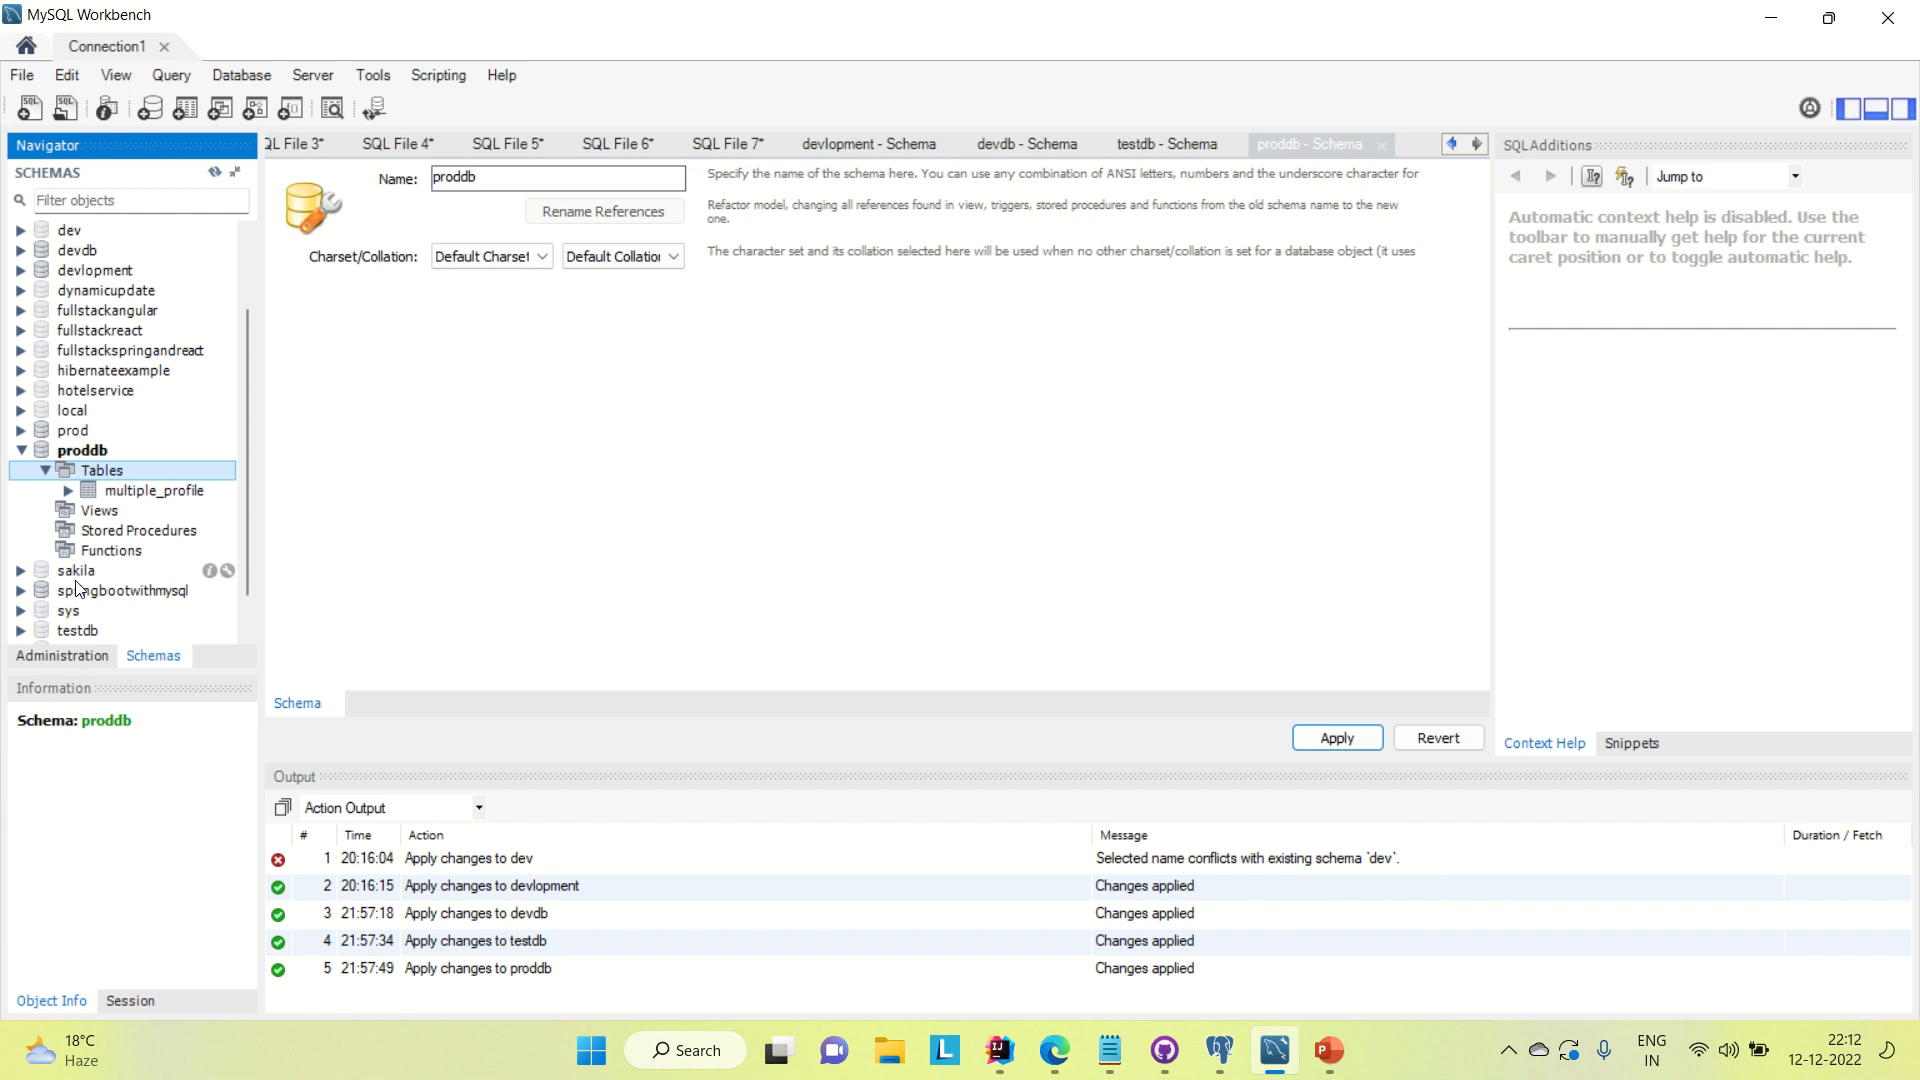 MySQL Workbench
Connection1
File Edit View Query Database Server Tools Scripting Help
Navigator
SCHEMAS
Filter objects
dev
devdb
devlopment
dynamicupdate
fullstackangular
fullstackreact
fullstackspringandreact
hibernateexample
hotelservice
local
prod
proddb
Tables
multiple_profile
Views
Stored Procedures
Functions
sakila
springbootwithmysql
sys
testdb
Administration Schemas
Information
Schema: proddb
Object Info Session
QL File 3* SQL File 4* SQL File 5* SQL File 6* SQL File 7* devlopment - Schema devdb - Schema testdb - Schema proddb - Schema
Name: proddb
Specify the name of the schema here. You can use any combination of ANSI letters, numbers and the underscore character for
Rename References
Refactor model, changing all references found in view, triggers, stored procedures and functions from the old schema name to the new
one.
Charset/Collation: Default Charset Default Collation
The character set and its collation selected here will be used when no other charset/collation is set for a database object (it uses
Schema
Apply Revert
SQLAdditions
Jump to
Automatic context help is disabled. Use the
toolbar to manually get help for the current
caret position or to toggle automatic help.
Context Help Snippets
Output
Action Output
# Time Action Message Duration / Fetch
1 20:16:04 Apply changes to dev Selected name conflicts with existing schema `dev`.
2 20:16:15 Apply changes to devlopment Changes applied
3 21:57:18 Apply changes to devdb Changes applied
4 21:57:34 Apply changes to testdb Changes applied
5 21:57:49 Apply changes to proddb Changes applied
18°C
Haze
Search
ENG
IN
22:12
12-12-2022